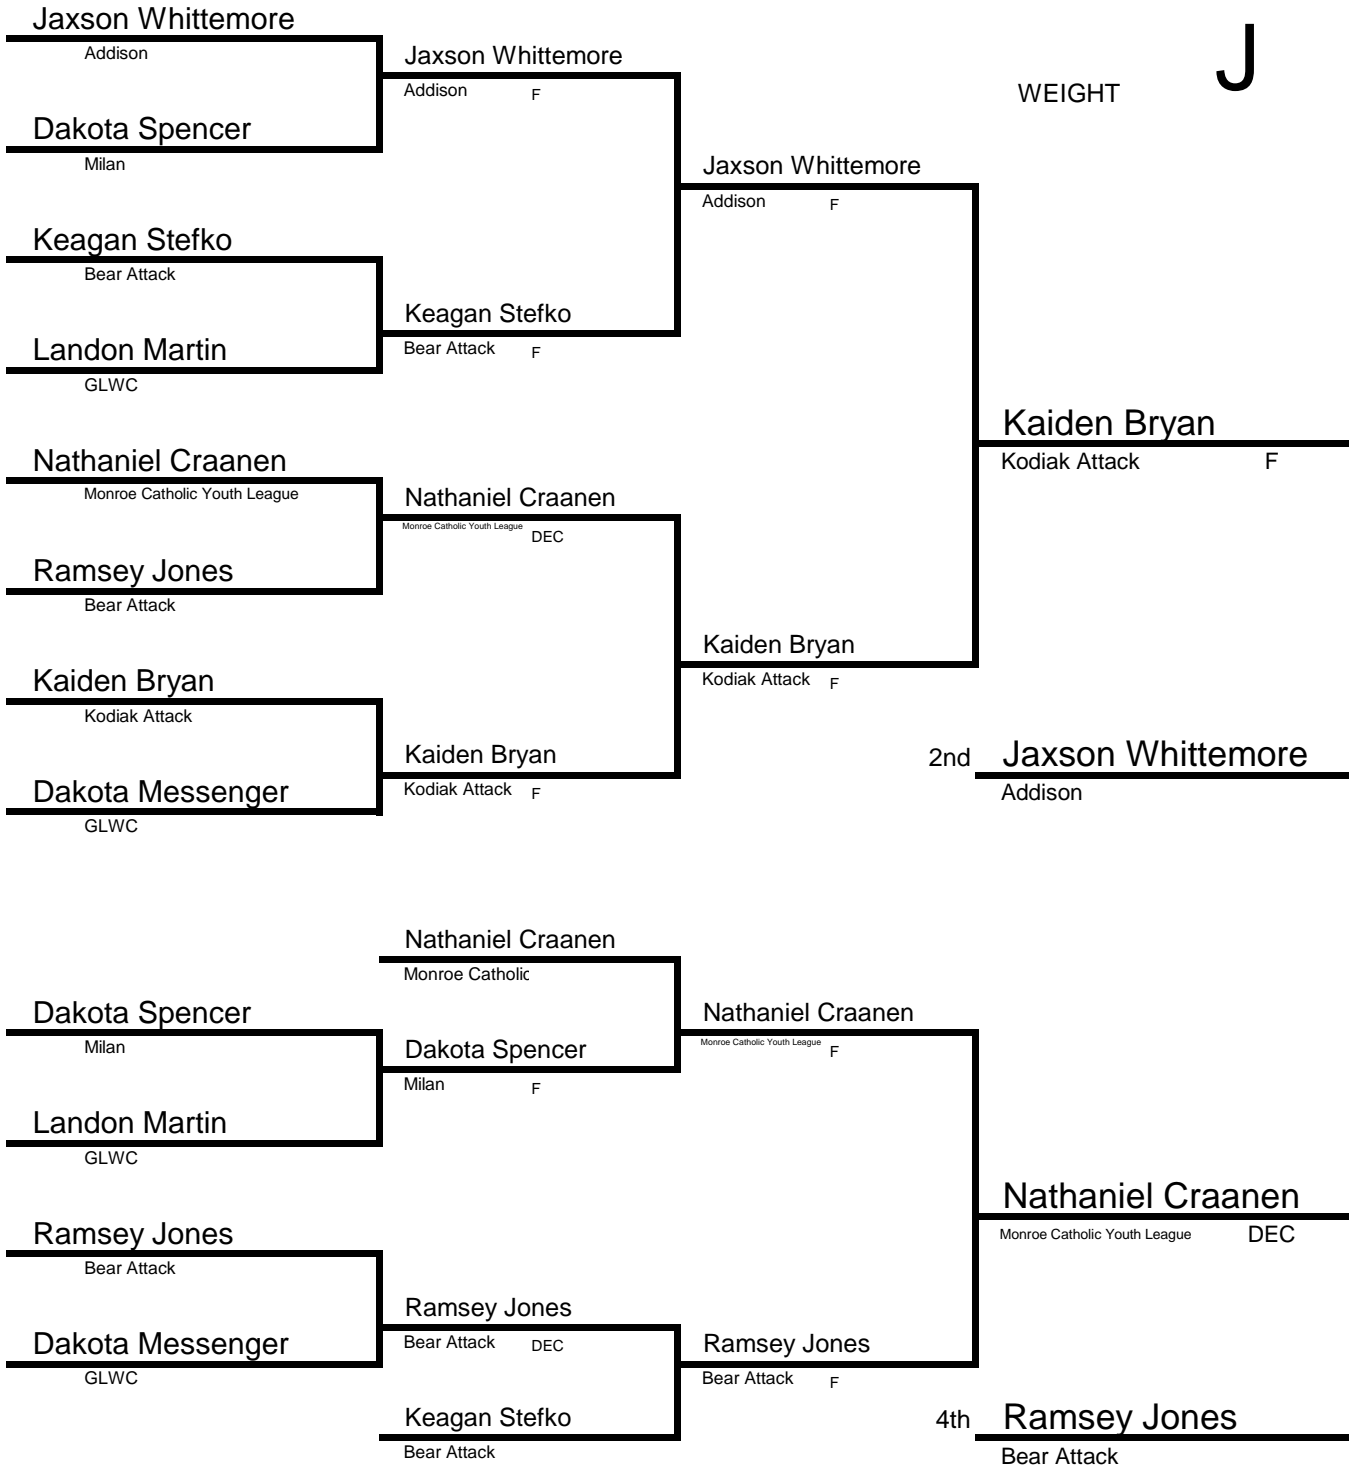 Jaxson Whittemore
Addison
Jaxson Whittemore
Addison F
J
WEIGHT
Dakota Spencer
Milan
Jaxson Whittemore
Addison F
Keagan Stefko
Bear Attack
Keagan Stefko
Bear Attack F
Landon Martin
GLWC
Kaiden Bryan
Kodiak Attack F
Nathaniel Craanen
Monroe Catholic Youth League
Nathaniel Craanen
Monroe Catholic Youth League DEC
Ramsey Jones
Bear Attack
Kaiden Bryan
Kodiak Attack F
Kaiden Bryan
Kodiak Attack
Kaiden Bryan
Kodiak Attack F
2nd Jaxson Whittemore
Addison
Dakota Messenger
GLWC
Nathaniel Craanen
Monroe Catholic
Dakota Spencer
Milan
Nathaniel Craanen
Monroe Catholic Youth League F
Dakota Spencer
Milan F
Landon Martin
GLWC
Nathaniel Craanen
Monroe Catholic Youth League DEC
Ramsey Jones
Bear Attack
Ramsey Jones
Bear Attack DEC
Dakota Messenger
GLWC
Ramsey Jones
Bear Attack F
Keagan Stefko
Bear Attack
4th Ramsey Jones
Bear Attack